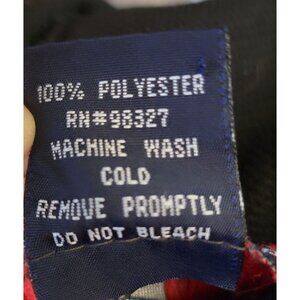 100% POLYESTER
RN#98327
MACHINE WASH
COLD
REMOVE PROMPTLY
DO NOT BLEACH